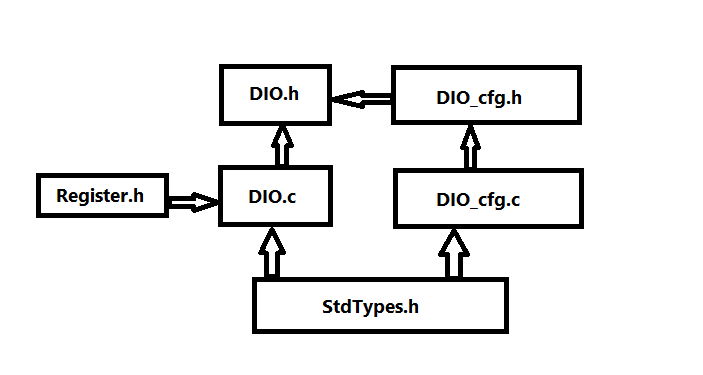 DIO.h
DIO_cfg.h
Register.h
DIO.c
DIO_cfg.c
StdTypes.h